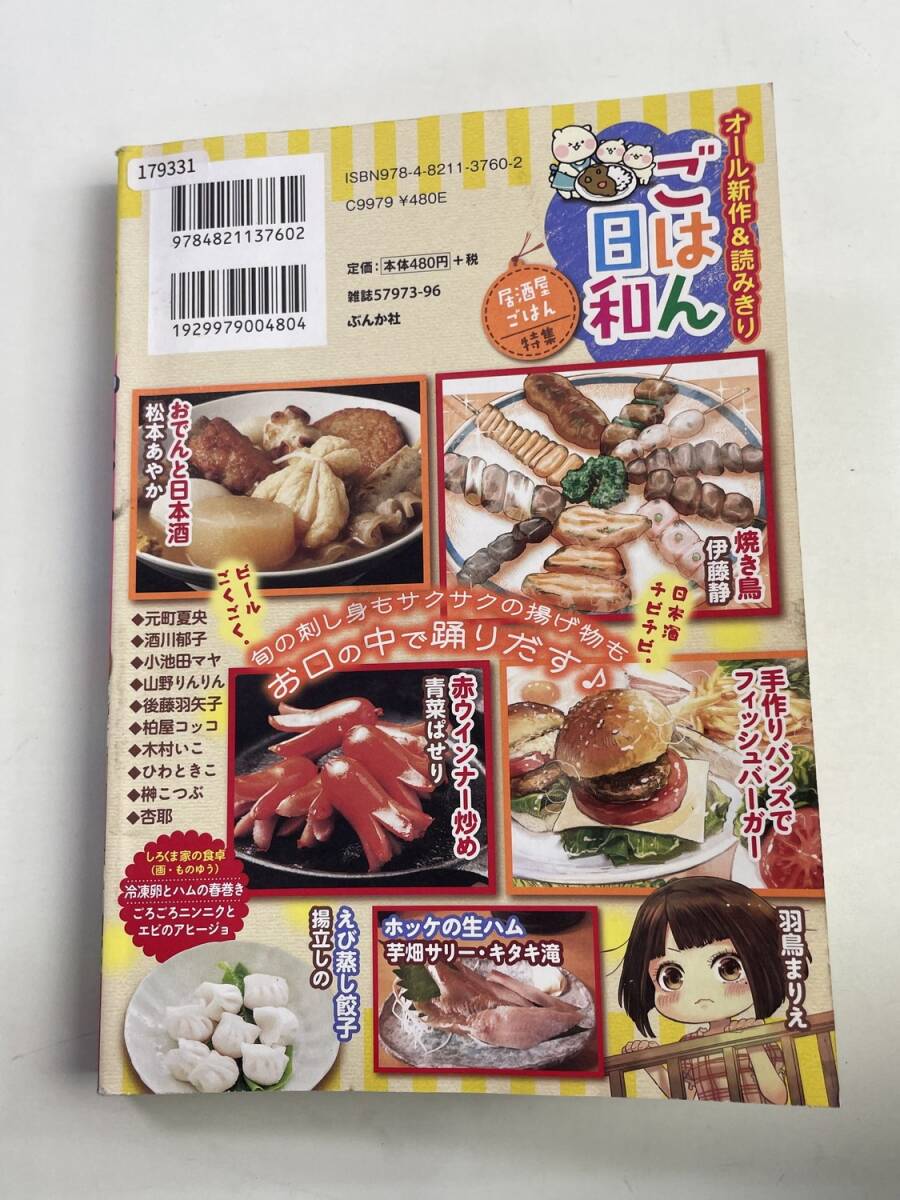 179331
9784821137602
1929979004804
ISBN978-4-8211-3760-2
C9979 ¥480E
定価:本体480円+税
雑誌57973-96
ぶんか社
オール新作&読みきり
ごはん
日和
居酒屋
ごはん
特集
おでんと日本酒
松本あやか
焼き鳥
伊藤静
ビール
ごくごく・
日本酒
チビチビ・
旬の刺し身もサクサクの揚げ物も
お口の中で踊りだす♪
◆元町夏央
◆酒川郁子
◆小池田マヤ
◆山野りんりん
◆後藤羽矢子
◆柏屋コッコ
◆木村いこ
◆ひわときこ
◆榊こつぶ
◆杏耶
赤ウインナー炒め
青菜ぱせり
手作りバンズで
フィッシュバーガー
羽鳥まりえ
しろくま家の食卓
(画・ものゆう)
冷凍卵とハムの春巻き
ごろごろニンニクと
エビのアヒージョ
えび蒸し餃子
揚立しの
ホッケの生ハム
芋畑サリー・キタキ滝